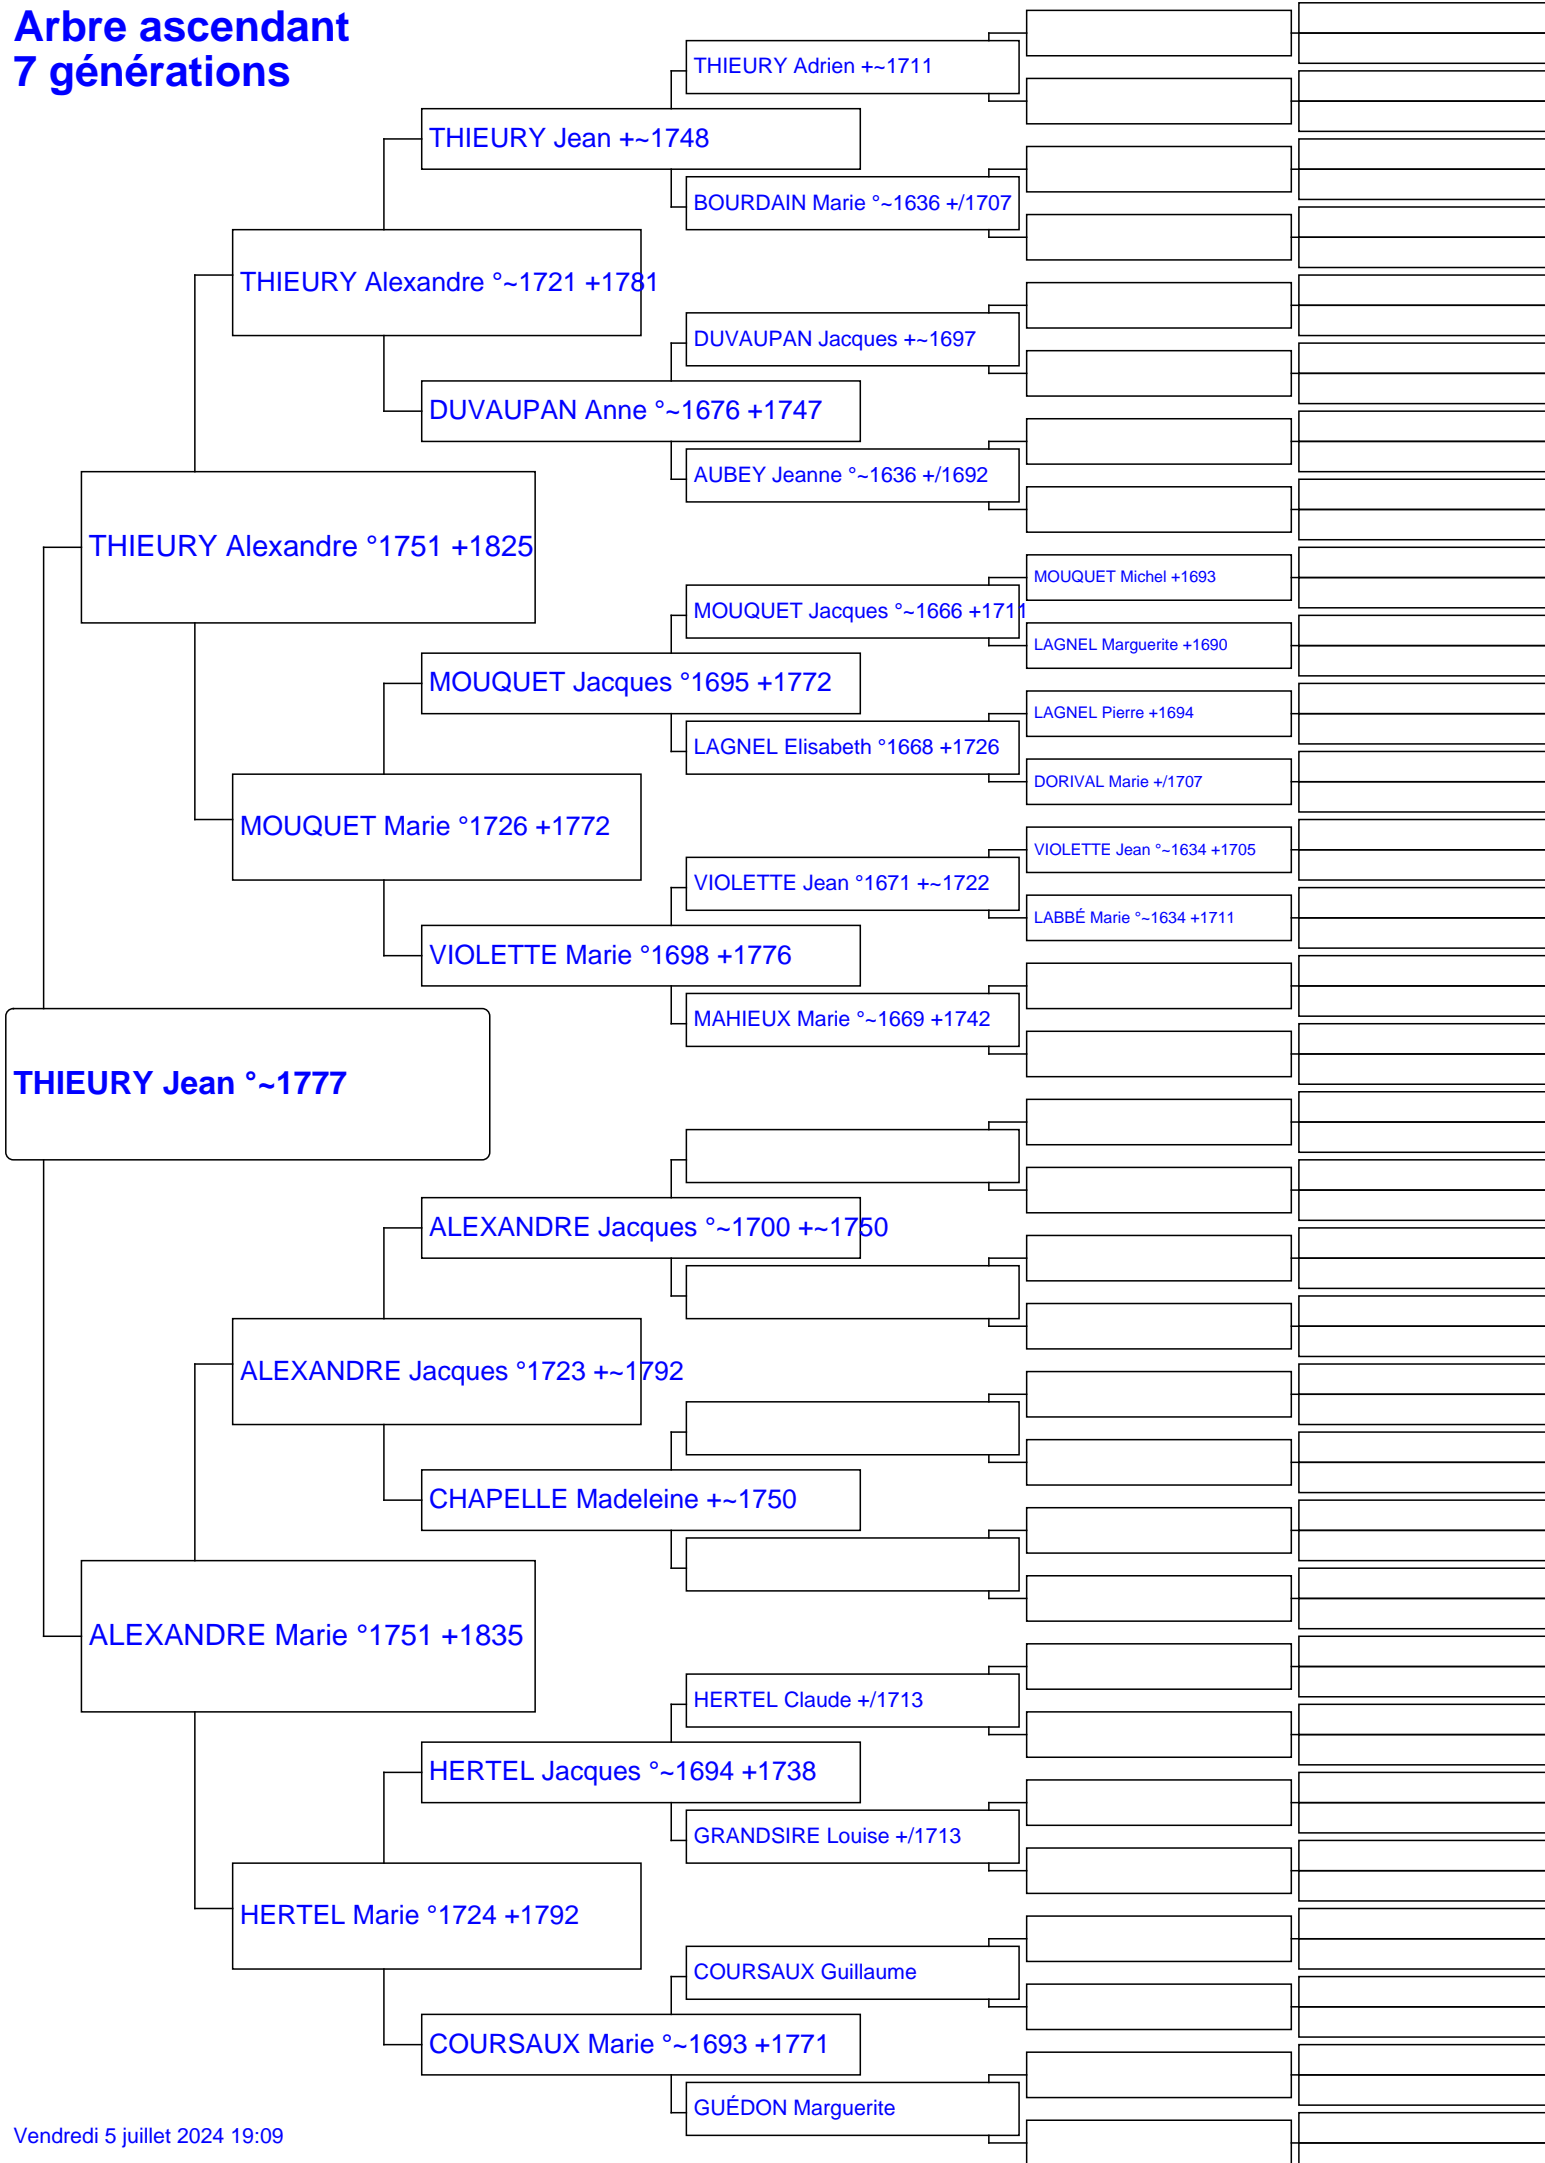 Arbre ascendant
7 générations
THIEURY Adrien +~1711
THIEURY Jean +~1748
BOURDAIN Marie °~1636 +/1707
THIEURY Alexandre °~1721 +1781
DUVAUPAN Jacques +~1697
DUVAUPAN Anne °~1676 +1747
AUBEY Jeanne °~1636 +/1692
THIEURY Alexandre °1751 +1825
MOUQUET Michel +1693
MOUQUET Jacques °~1666 +1711
LAGNEL Marguerite +1690
MOUQUET Jacques °1695 +1772
LAGNEL Pierre +1694
LAGNEL Elisabeth °1668 +1726
DORIVAL Marie +/1707
MOUQUET Marie °1726 +1772
VIOLETTE Jean °~1634 +1705
VIOLETTE Jean °1671 +~1722
LABBÉ Marie °~1634 +1711
VIOLETTE Marie °1698 +1776
MAHIEUX Marie °~1669 +1742
THIEURY Jean °~1777
ALEXANDRE Jacques °~1700 +~1750
ALEXANDRE Jacques °1723 +~1792
CHAPELLE Madeleine +~1750
ALEXANDRE Marie °1751 +1835
HERTEL Claude +/1713
HERTEL Jacques °~1694 +1738
GRANDSIRE Louise +/1713
HERTEL Marie °1724 +1792
COURSAUX Guillaume
COURSAUX Marie °~1693 +1771
GUÉDON Marguerite
Vendredi 5 juillet 2024 19:09